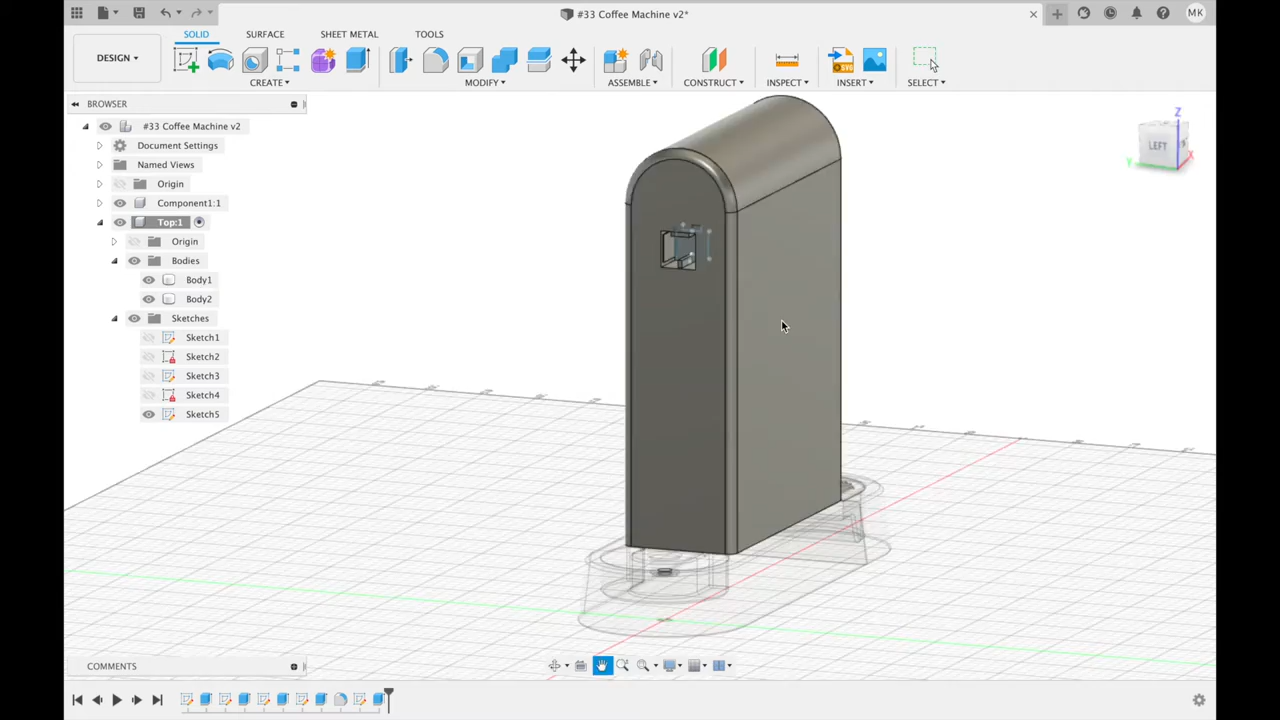 #33 Coffee Machine v2*
MK
DESIGN
SOLID
SURFACE
SHEET METAL
TOOLS
CREATE
MODIFY
ASSEMBLE
CONSTRUCT
INSPECT
INSERT
SELECT
SVG
BROWSER
#33 Coffee Machine v2
Document Settings
Named Views
Origin
Component1:1
Top:1
Origin
Bodies
Body1
Body2
Sketches
Sketch1
Sketch2
Sketch3
Sketch4
Sketch5
Z
LEFT
Y
X
COMMENTS